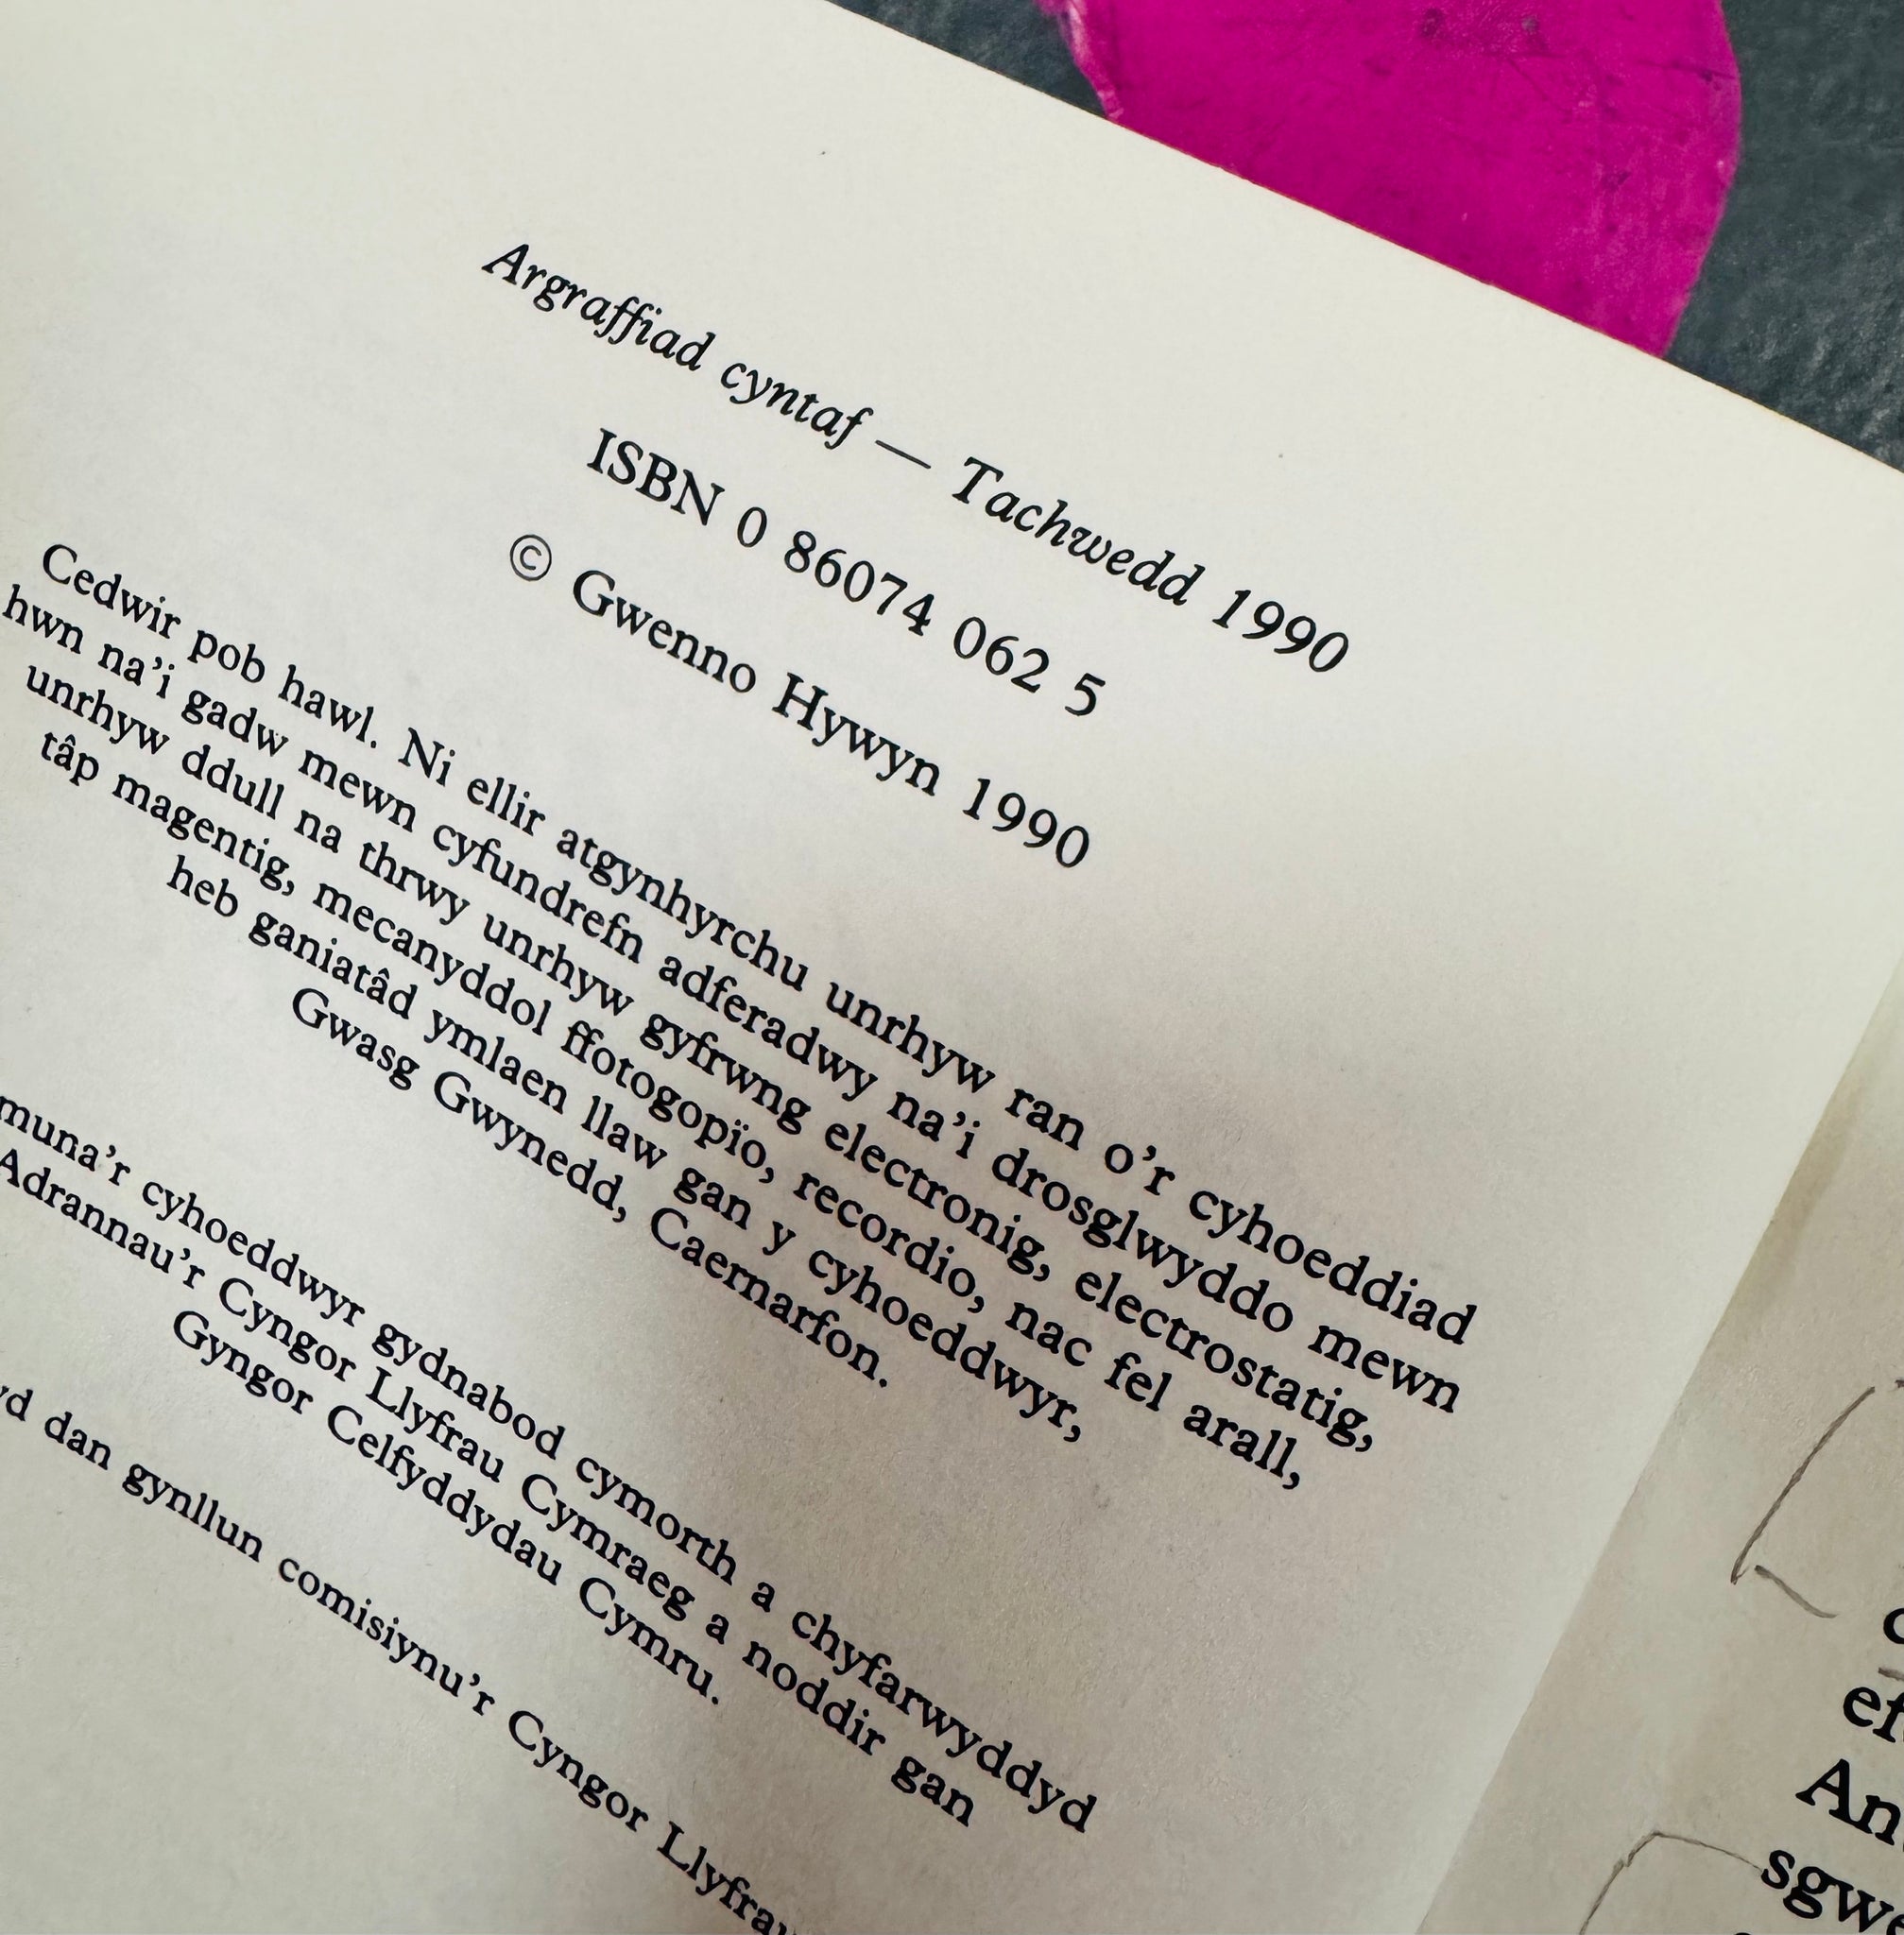 Argraffiad cyntaf — Tachwedd 1990
ISBN 0 86074 062 5
© Gwenno Hywyn 1990
Cedwir pob hawl. Ni ellir atgynhyrchu unrhyw ran o'r cyhoeddiad
hwn na'i gadw mewn cyfundrefn adferadwy na'i drosglwyddo mewn
unrhyw ddull na thrwy unrhyw gyfrwng electronig, electrostatig,
tâp magentig, mecanyddol ffotogopïo, recordio, nac fel arall,
heb ganiatâd ymlaen llaw gan y cyhoeddwyr,
Gwasg Gwynedd, Caernarfon.
muna'r cyhoeddwyr gydnabod cymorth a chyfarwyddyd
Adrannau'r Cyngor Llyfrau Cymraeg a noddir gan
Gyngor Celfyddydau Cymru.
dan gynllun comisiynu'r Cyngor Llyfrau